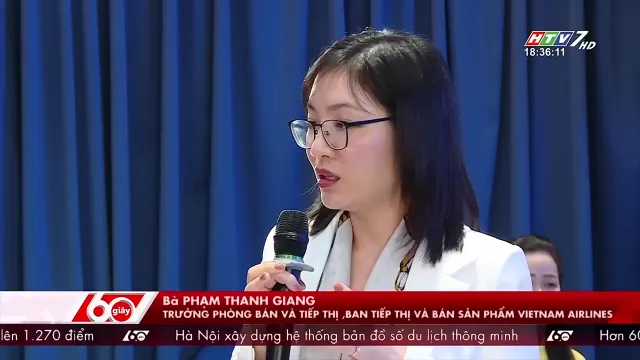 HTV7 HD
18:36:11
60 giây
Bà PHẠM THANH GIANG
TRƯỞNG PHÒNG BÁN VÀ TIẾP THỊ ,BAN TIẾP THỊ VÀ BÁN SẢN PHẨM VIETNAM AIRLINES
lên 1.270 điểm 60 Hà Nội xây dựng hệ thống bản đồ số du lịch thông minh 60 Hơn 60